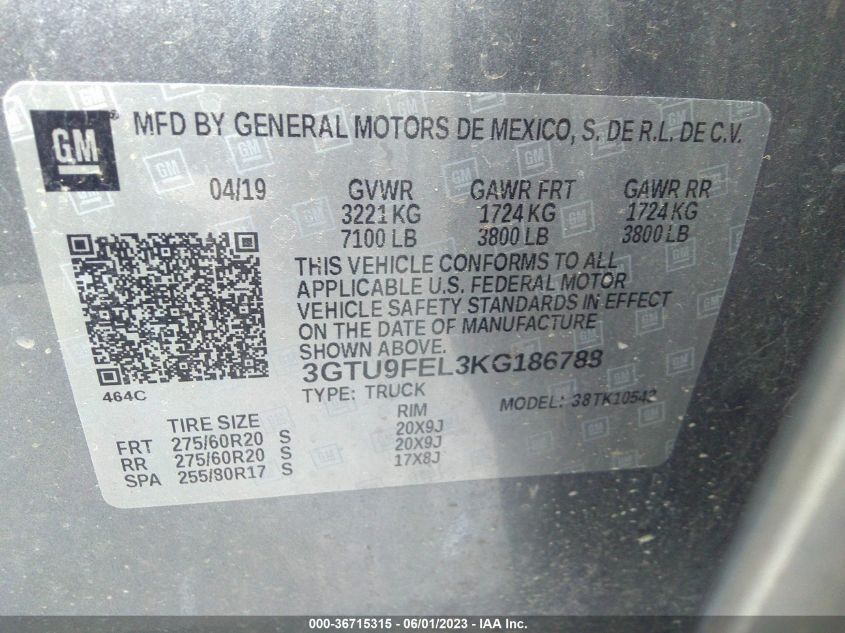 GM
MFD BY GENERAL MOTORS DE MEXICO, S. DE R.L. DE C.V.
04/19 GVWR GAWR FRT GAWR RR
3221 KG 1724 KG 1724 KG
7100 LB 3800 LB 3800 LB
THIS VEHICLE CONFORMS TO ALL
APPLICABLE U.S. FEDERAL MOTOR
VEHICLE SAFETY STANDARDS IN EFFECT
ON THE DATE OF MANUFACTURE
SHOWN ABOVE.
3GTU9FEL3KG186788
464C
TYPE: TRUCK MODEL: 38TK10543
TIRE SIZE RIM
FRT 275/60R20 S 20X9J
RR 275/60R20 S 20X9J
SPA 255/80R17 S 17X8J
000-36715315 - 06/01/2023 - IAA Inc.